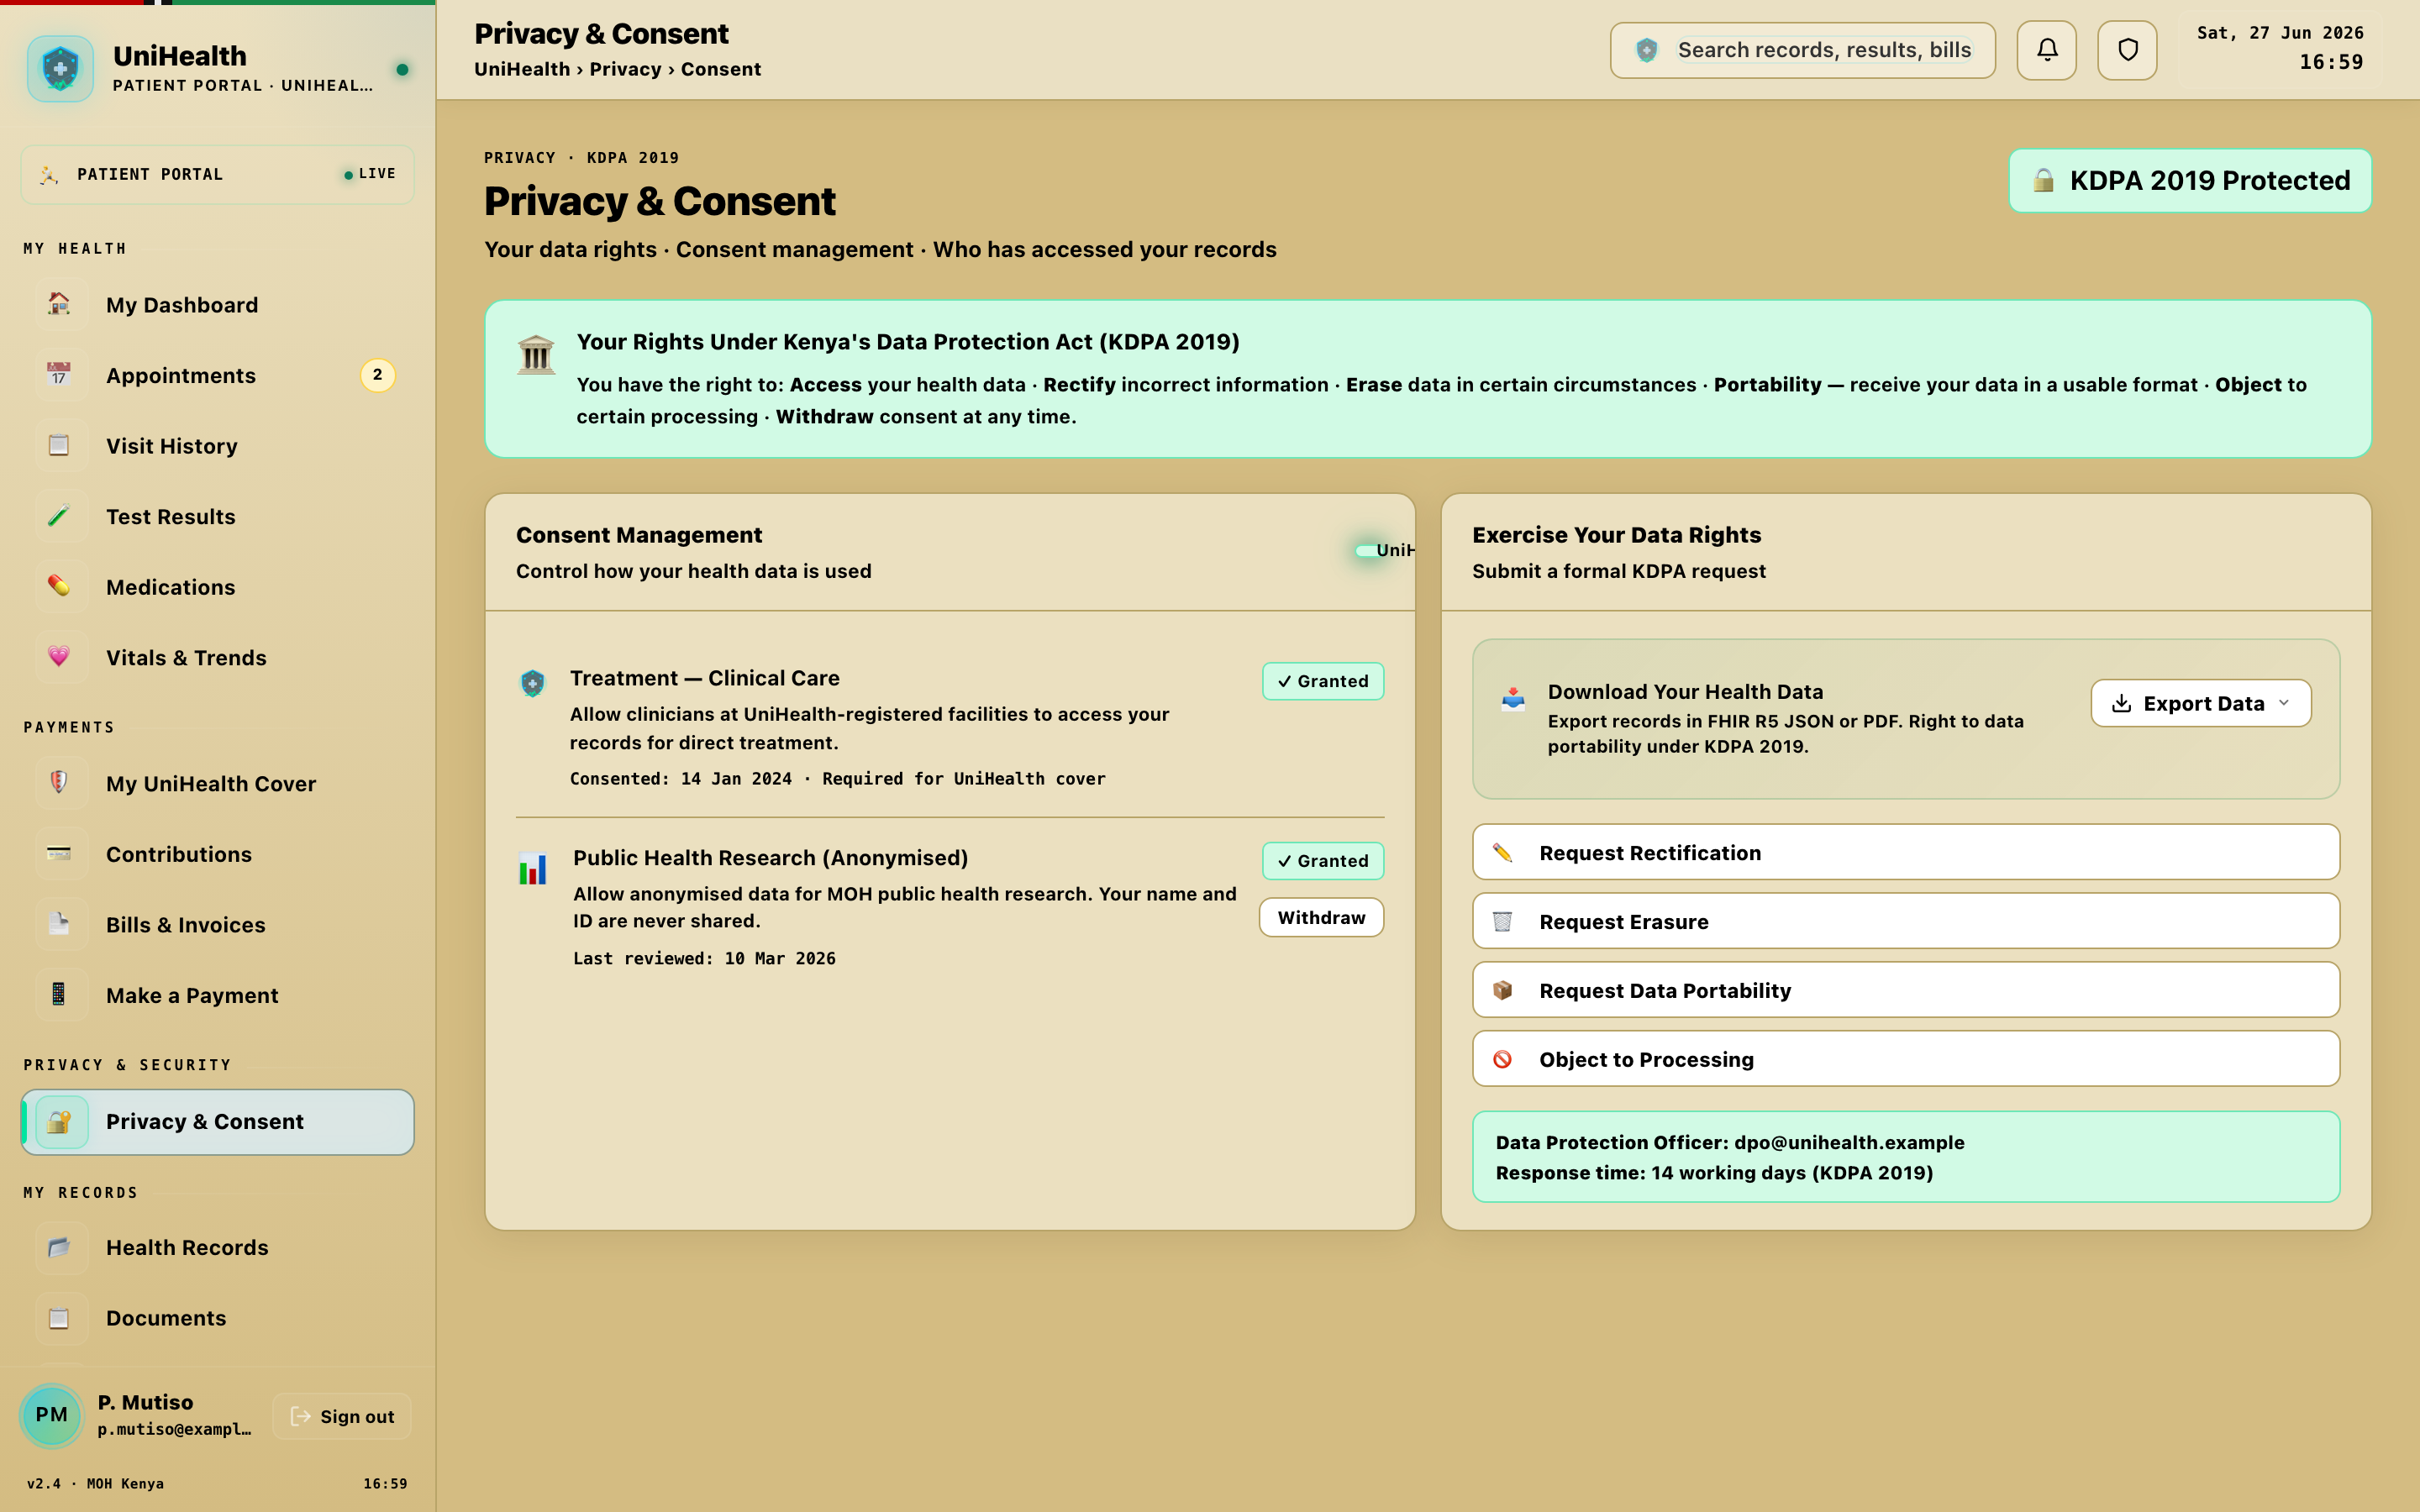 UniHealth
PATIENT PORTAL · UNIHEAL…
PATIENT PORTAL
LIVE
MY HEALTH
My Dashboard
Appointments
2
Visit History
Test Results
Medications
Vitals & Trends
PAYMENTS
My UniHealth Cover
Contributions
Bills & Invoices
Make a Payment
PRIVACY & SECURITY
Privacy & Consent
MY RECORDS
Health Records
Documents
PM
P. Mutiso
p.mutiso@exampl…
Sign out
v2.4 · MOH Kenya
16:59
Privacy & Consent
UniHealth › Privacy › Consent
Search records, results, bills
Sat, 27 Jun 2026
16:59
PRIVACY · KDPA 2019
Privacy & Consent
Your data rights · Consent management · Who has accessed your records
KDPA 2019 Protected
Your Rights Under Kenya's Data Protection Act (KDPA 2019)
You have the right to: Access your health data · Rectify incorrect information · Erase data in certain circumstances · Portability — receive your data in a usable format · Object to
certain processing · Withdraw consent at any time.
Consent Management
Control how your health data is used
UniH
Treatment — Clinical Care
Allow clinicians at UniHealth-registered facilities to access your
records for direct treatment.
Consented: 14 Jan 2024 · Required for UniHealth cover
✓ Granted
Public Health Research (Anonymised)
Allow anonymised data for MOH public health research. Your name and
ID are never shared.
Last reviewed: 10 Mar 2026
✓ Granted
Withdraw
Exercise Your Data Rights
Submit a formal KDPA request
Download Your Health Data
Export records in FHIR R5 JSON or PDF. Right to data
portability under KDPA 2019.
Export Data
Request Rectification
Request Erasure
Request Data Portability
Object to Processing
Data Protection Officer: dpo@unihealth.example
Response time: 14 working days (KDPA 2019)